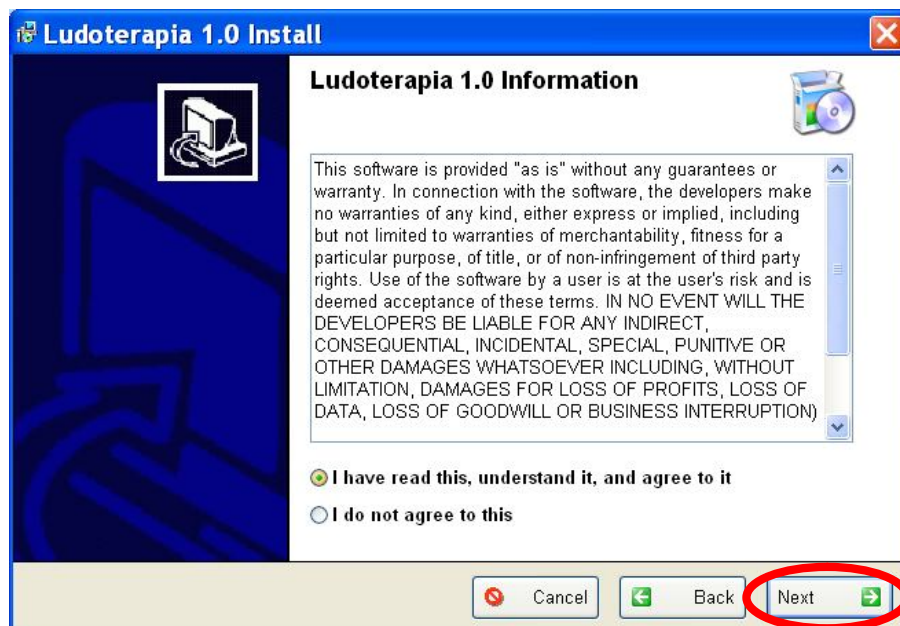 Ludoterapia 1.0 Install
Ludoterapia 1.0 Information
This software is provided "as is" without any guarantees or
warranty. In connection with the software, the developers make
no warranties of any kind, either express or implied, including
but not limited to warranties of merchantability, fitness for a
particular purpose, of title, or of non-infringement of third party
rights. Use of the software by a user is at the user's risk and is
deemed acceptance of these terms. IN NO EVENT WILL THE
DEVELOPERS BE LIABLE FOR ANY INDIRECT,
CONSEQUENTIAL, INCIDENTAL, SPECIAL, PUNITIVE OR
OTHER DAMAGES WHATSOEVER INCLUDING, WITHOUT
LIMITATION, DAMAGES FOR LOSS OF PROFITS, LOSS OF
DATA, LOSS OF GOODWILL OR BUSINESS INTERRUPTION)
I have read this, understand it, and agree to it
I do not agree to this
Cancel Back Next